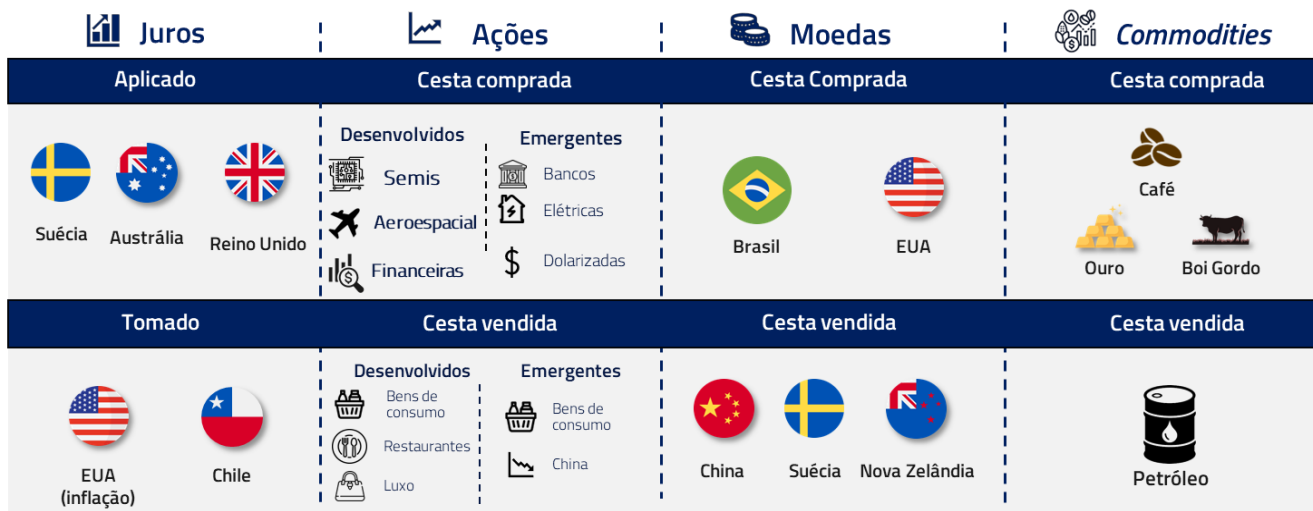 Juros
Ações
Moedas
Commodities
Aplicado
Cesta comprada
Cesta Comprada
Cesta comprada
Suécia
Austrália
Reino Unido
Desenvolvidos
Semis
Aeroespacial
Financeiras
Emergentes
Bancos
Elétricas
Dolarizadas
Brasil
EUA
Café
Ouro
Boi Gordo
Tomado
Cesta vendida
Cesta vendida
Cesta vendida
EUA
(inflação)
Chile
Desenvolvidos
Bens de
consumo
Restaurantes
Luxo
Emergentes
Bens de
consumo
China
China
Suécia
Nova Zelândia
Petróleo